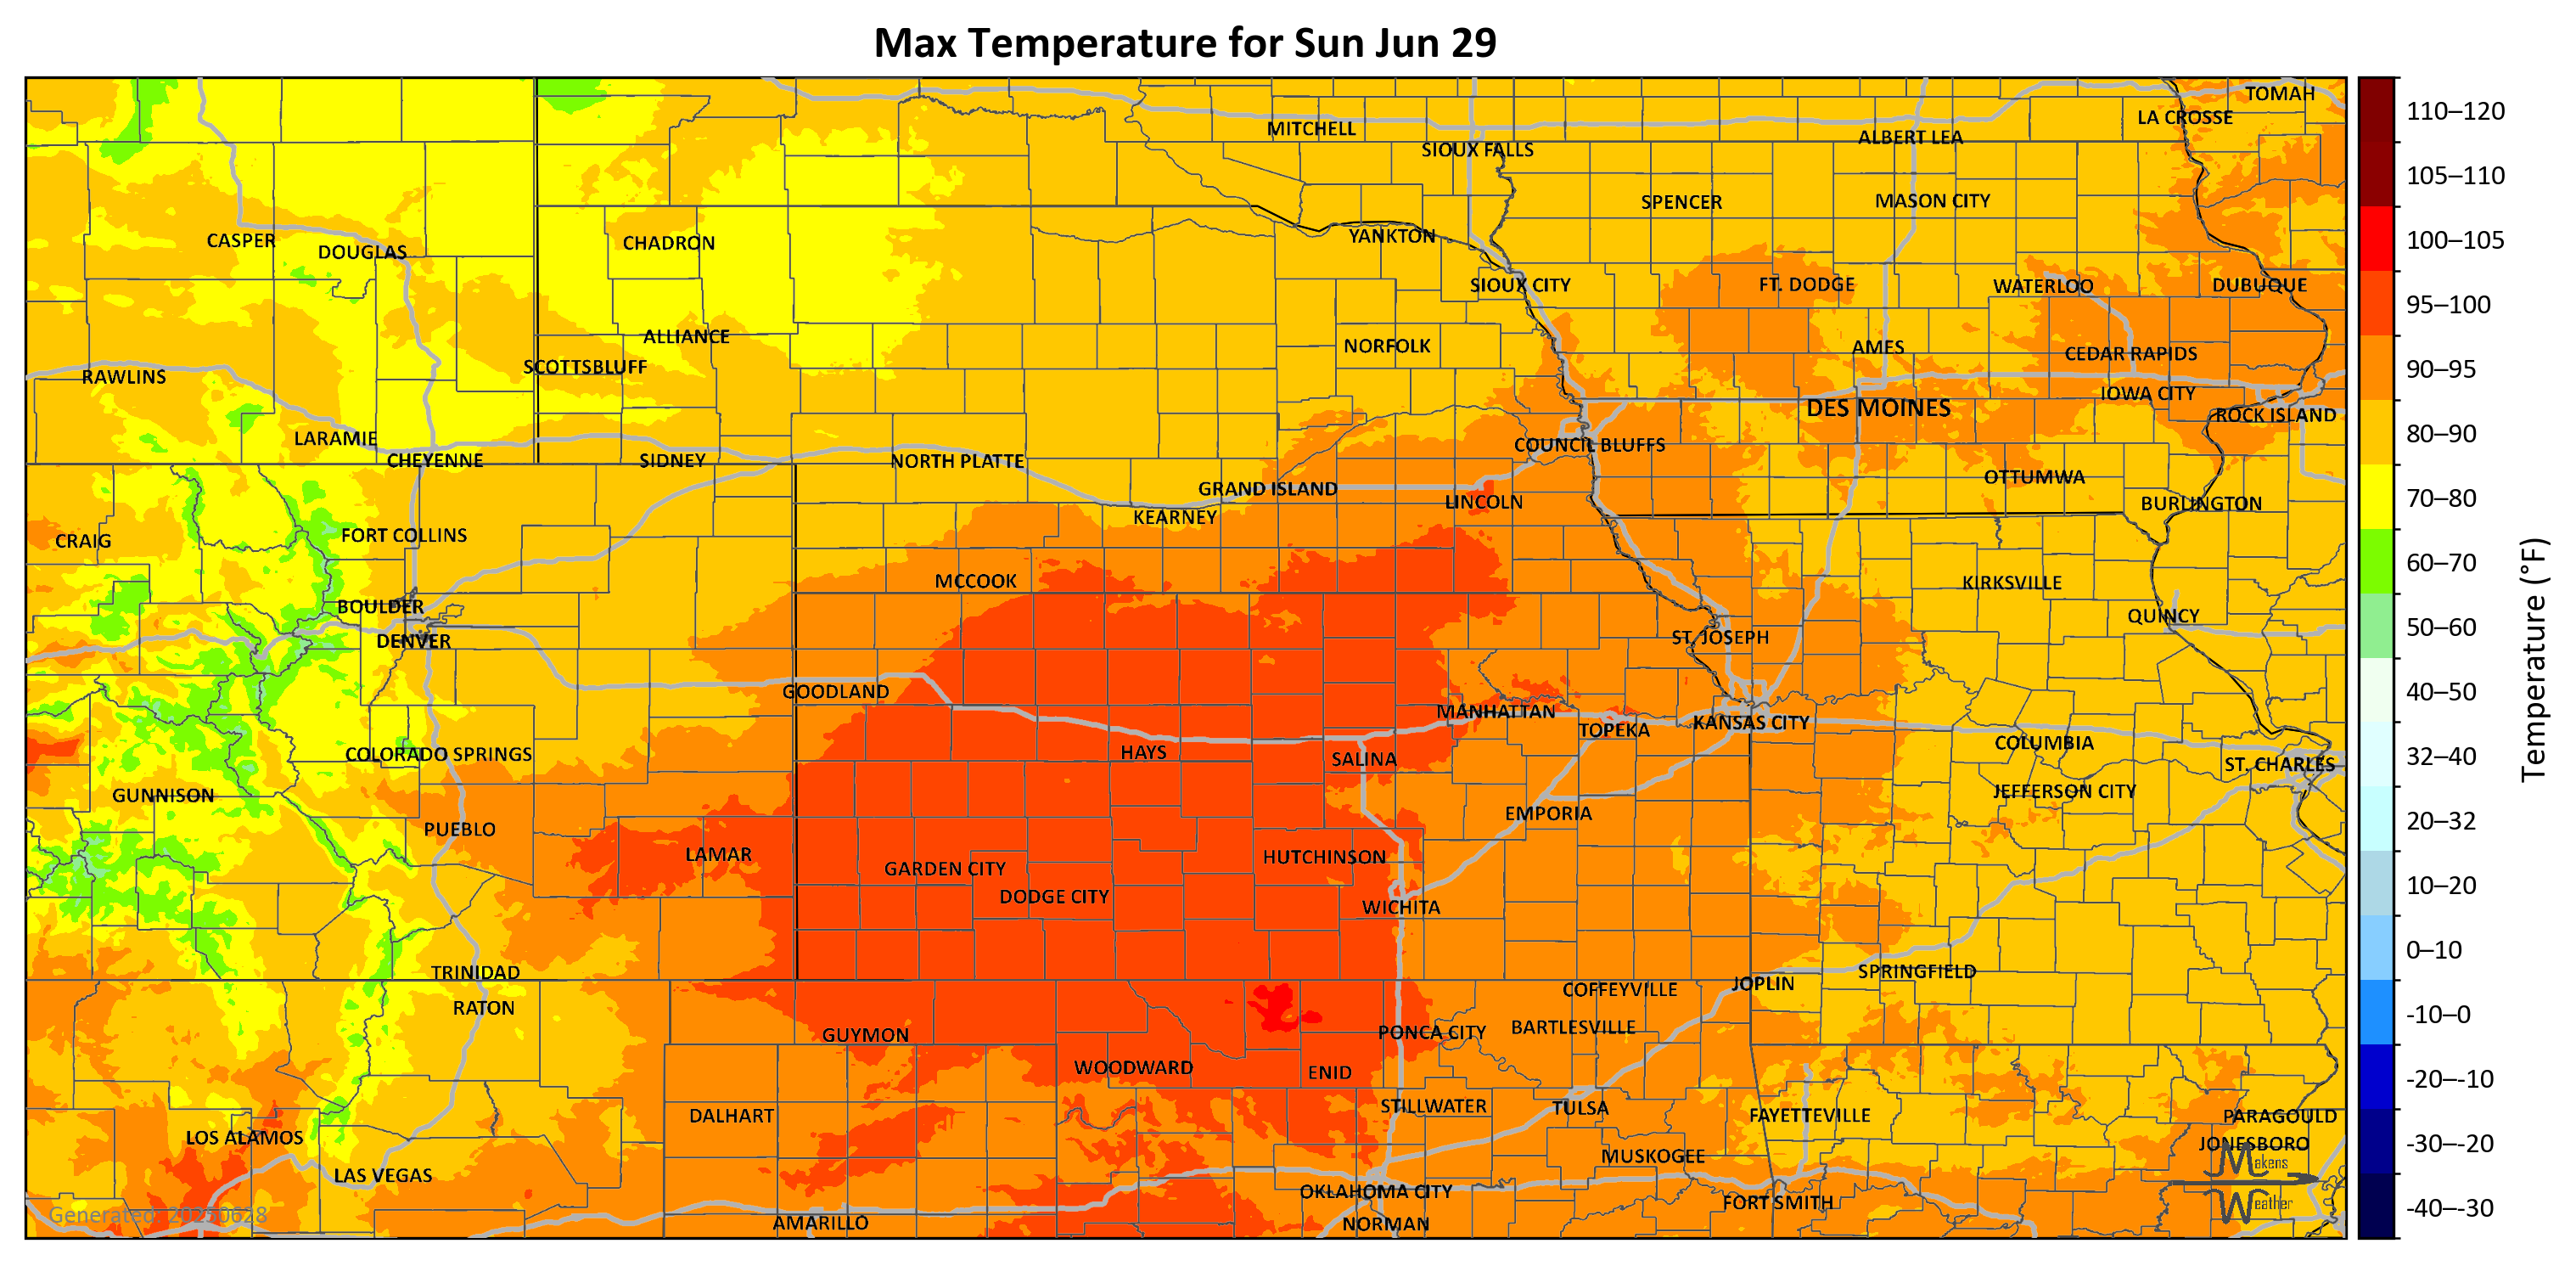 Max Temperature for Sun Jun 29
TOMAH
LA CROSSE
MITCHELL
ALBERT LEA
SIOUX FALLS
SPENCER
MASON CITY
CASPER
DOUGLAS
CHADRON
YANKTON
SIOUX CITY
FT. DODGE
WATERLOO
DUBUQUE
ALLIANCE
NORFOLK
AMES
CEDAR RAPIDS
RAWLINS
SCOTTSBLUFF
IOWA CITY
DES MOINES
ROCK ISLAND
LARAMIE
COUNCIL BLUFFS
CHEYENNE
SIDNEY
NORTH PLATTE
OTTUMWA
GRAND ISLAND
LINCOLN
BURLINGTON
KEARNEY
CRAIG
FORT COLLINS
MCCOOK
KIRKSVILLE
BOULDER
QUINCY
DENVER
ST. JOSEPH
GOODLAND
MANHATTAN
TOPEKA
KANSAS CITY
COLORADO SPRINGS
HAYS
SALINA
COLUMBIA
ST. CHARLES
GUNNISON
JEFFERSON CITY
PUEBLO
EMPORIA
LAMAR
GARDEN CITY
HUTCHINSON
DODGE CITY
WICHITA
TRINIDAD
SPRINGFIELD
RATON
COFFEYVILLE
JOPLIN
GUYMON
PONCA CITY
BARTLESVILLE
WOODWARD
ENID
DALHART
STILLWATER
TULSA
FAYETTEVILLE
PARAGOULD
LOS ALAMOS
JONESBORO
LAS VEGAS
MUSKOGEE
OKLAHOMA CITY
FORT SMITH
AMARILLO
NORMAN
Generated: 20250628
Makens
Weather
110–120
105–110
100–105
95–100
90–95
80–90
70–80
60–70
50–60
40–50
32–40
20–32
10–20
0–10
-10–0
-20–-10
-30–-20
-40–-30
Temperature (°F)